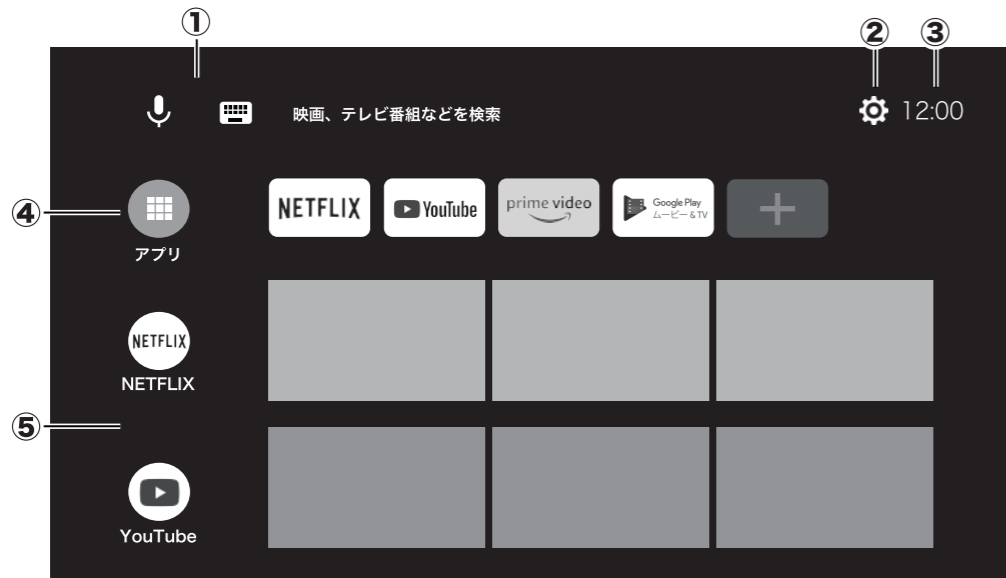 ①
② ③
映画、テレビ番組などを検索
12:00
④
NETFLIX
YouTube
prime video
Google Play
ムービー & TV
アプリ
NETFLIX
NETFLIX
⑤
YouTube